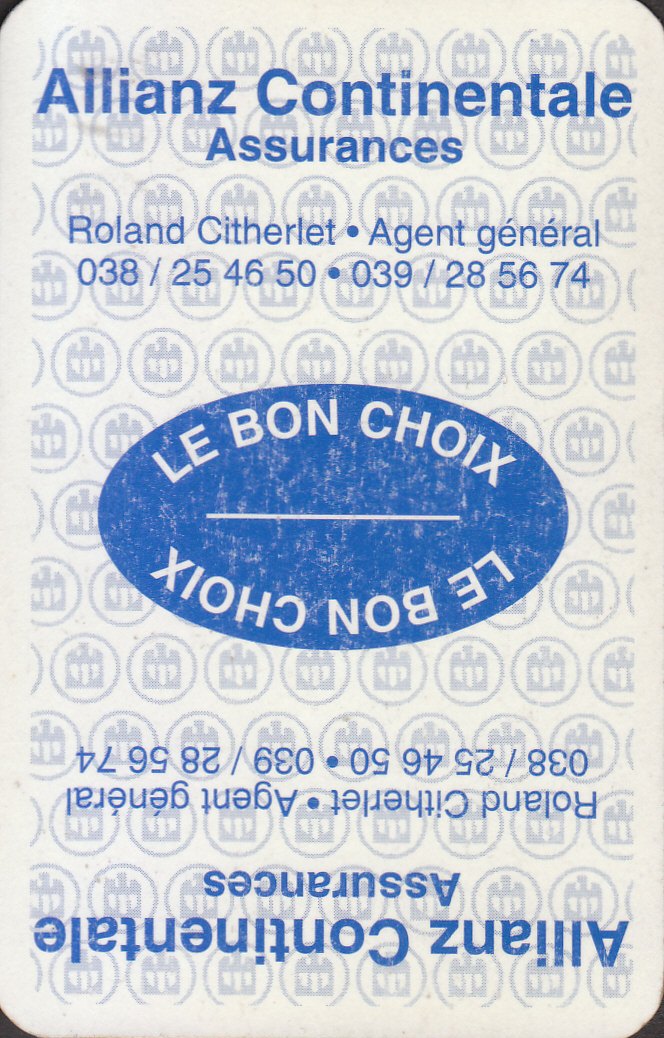 Allianz Continentale
Assurances
Roland Citherlet • Agent général
038 / 25 46 50 • 039 / 28 56 74
LE BON CHOIX
LE BON CHOIX
038 / 25 46 50 • 039 / 28 56 74
Roland Citherlet • Agent général
Assurances
Allianz Continentale